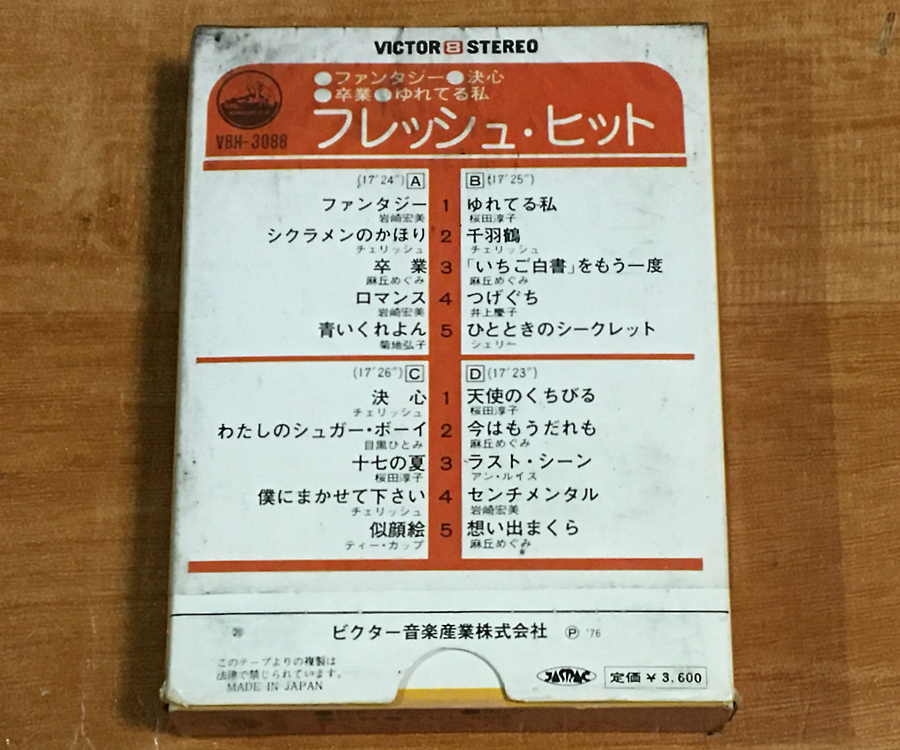 VICTOR 8 STEREO
●ファンタジー●決心
●卒業●ゆれてる私
フレッシュ・ヒット
VBH-3088
(17'24") A
ファンタジー 1
岩崎宏美
シクラメンのかほり 2
チェリッシュ
卒 業 3
麻丘めぐみ
ロマンス 4
岩崎宏美
青いくれよん 5
菊地弘子
B (17'25")
ゆれてる私
桜田淳子
千羽鶴
チェリッシュ
「いちご白書」をもう一度
麻丘めぐみ
つげぐち
井上慶子
ひとときのシークレット
シェリー
(17'26") C
決 心 1
チェリッシュ
わたしのシュガー・ボーイ 2
目黒ひとみ
十七の夏 3
桜田淳子
僕にまかせて下さい 4
チェリッシュ
似顔絵 5
ティー・カップ
D (17'23")
天使のくちびる
桜田淳子
今はもうだれも
麻丘めぐみ
ラスト・シーン
アン・ルイス
センチメンタル
岩崎宏美
想い出まくら
麻丘めぐみ
ビクター音楽産業株式会社 Ⓟ '76
このテープよりの複製は
法律で禁じられています。
MADE IN JAPAN
JASRAC
定価 ¥ 3,600